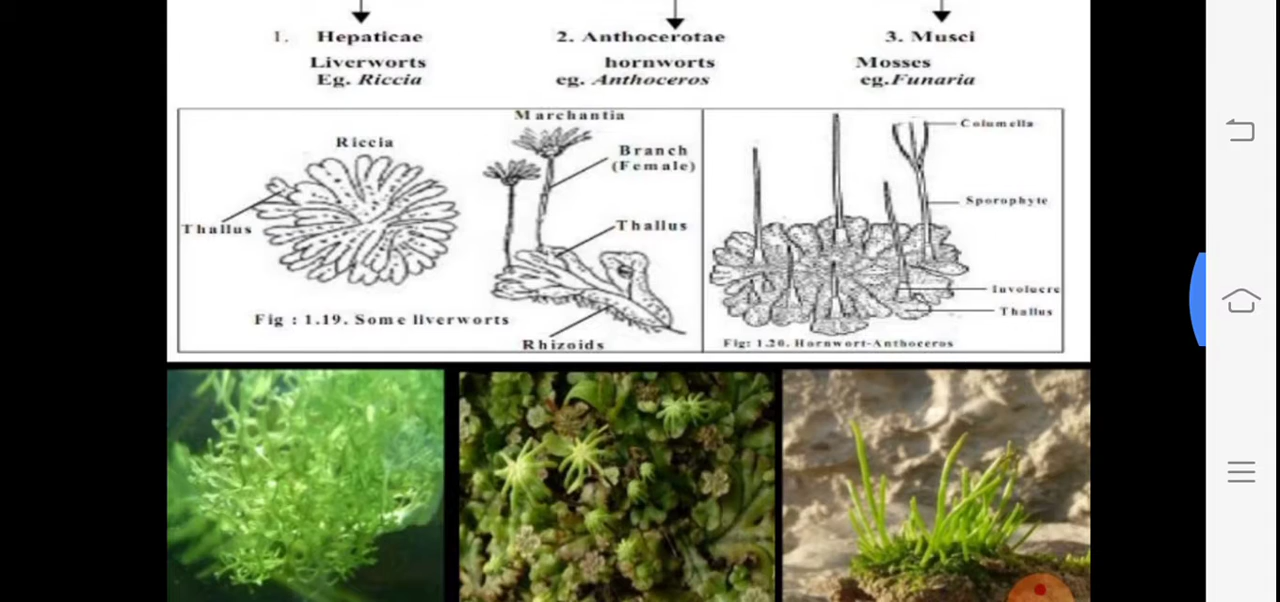 1. Hepaticae
2. Anthocerotae
3. Musci
Liverworts
hornworts
Mosses
Eg. Riccia
eg. Anthoceros
eg.Funaria
Marchantia
Riccia
Branch
(Female)
Thallus
Thallus
Fig : 1.19. Some liverworts
Rhizoids
Columella
Sporophyte
Involucre
Thallus
Fig: 1.20. Hornwort-Anthoceros